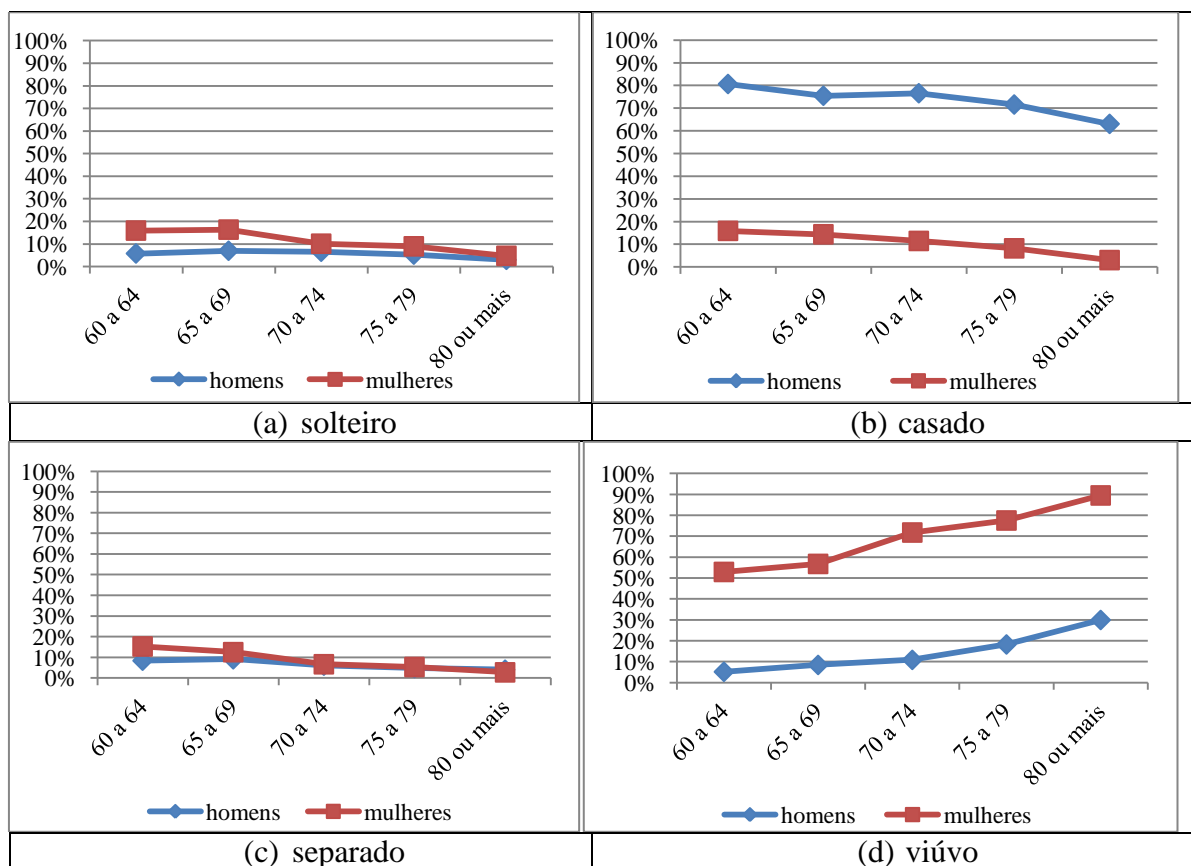 100%
90%
80%
70%
60%
50%
40%
30%
20%
10%
0%
60 a 64
65 a 69
70 a 74
75 a 79
80 ou mais
homens
mulheres
(a) solteiro
100%
90%
80%
70%
60%
50%
40%
30%
20%
10%
0%
60 a 64
65 a 69
70 a 74
75 a 79
80 ou mais
homens
mulheres
(b) casado
100%
90%
80%
70%
60%
50%
40%
30%
20%
10%
0%
60 a 64
65 a 69
70 a 74
75 a 79
80 ou mais
homens
mulheres
(c) separado
100%
90%
80%
70%
60%
50%
40%
30%
20%
10%
0%
60 a 64
65 a 69
70 a 74
75 a 79
80 ou mais
homens
mulheres
(d) viúvo